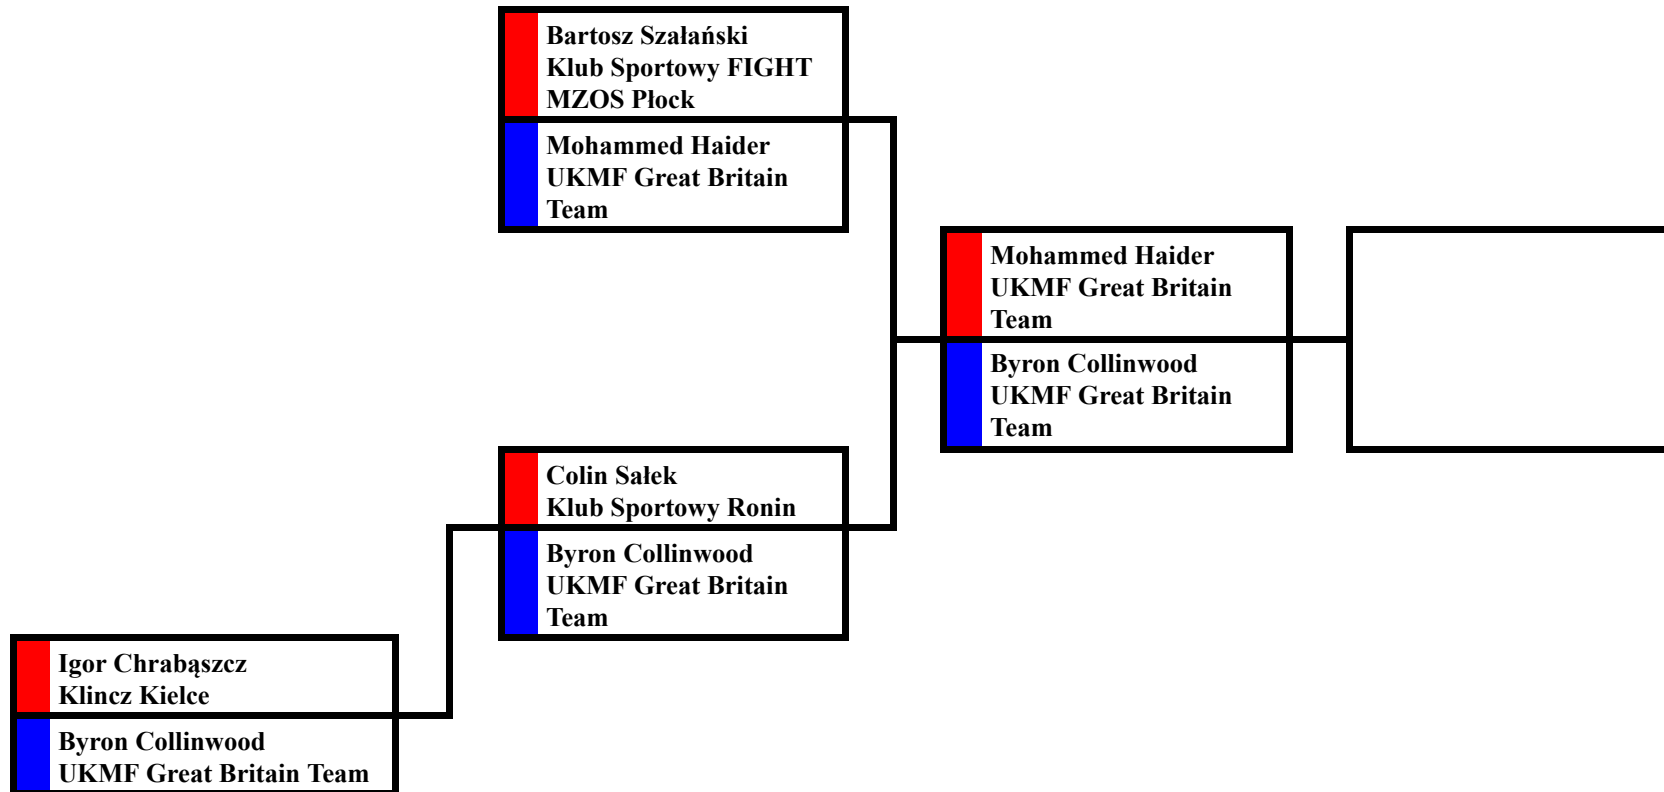 Bartosz Szałański
Klub Sportowy FIGHT
MZOS Płock
Mohammed Haider
UKMF Great Britain
Team
Mohammed Haider
UKMF Great Britain
Team
Byron Collinwood
UKMF Great Britain
Team
Colin Sałek
Klub Sportowy Ronin
Byron Collinwood
UKMF Great Britain
Team
Igor Chrabąszcz
Klincz Kielce
Byron Collinwood
UKMF Great Britain Team